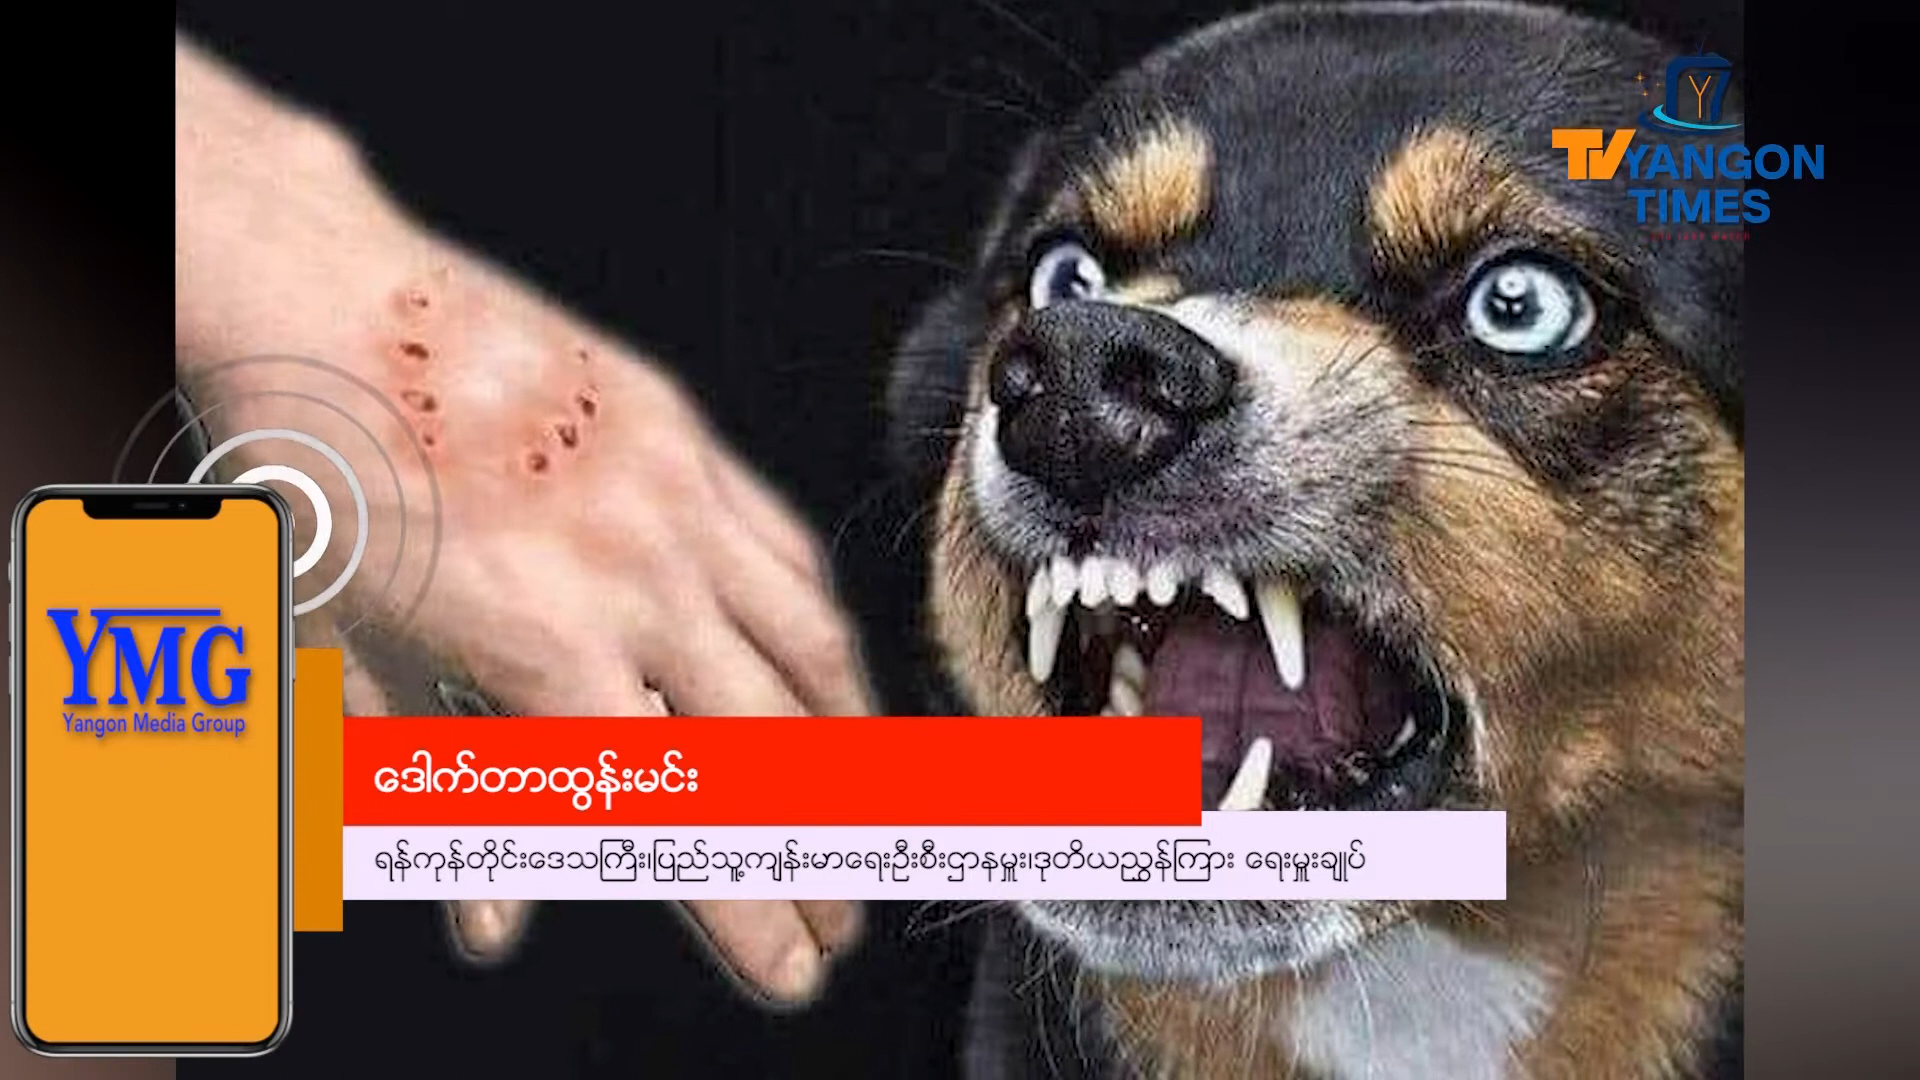 TV YANGON
TIMES
YMG
Yangon Media Group
ဒေါက်တာထွန်းမင်း
ရန်ကုန်တိုင်းဒေသကြီး၊ပြည်သူ့ကျန်းမာရေးဦးစီးဌာနမှူး၊ဒုတိယညွှန်ကြား ရေးမှူးချုပ်